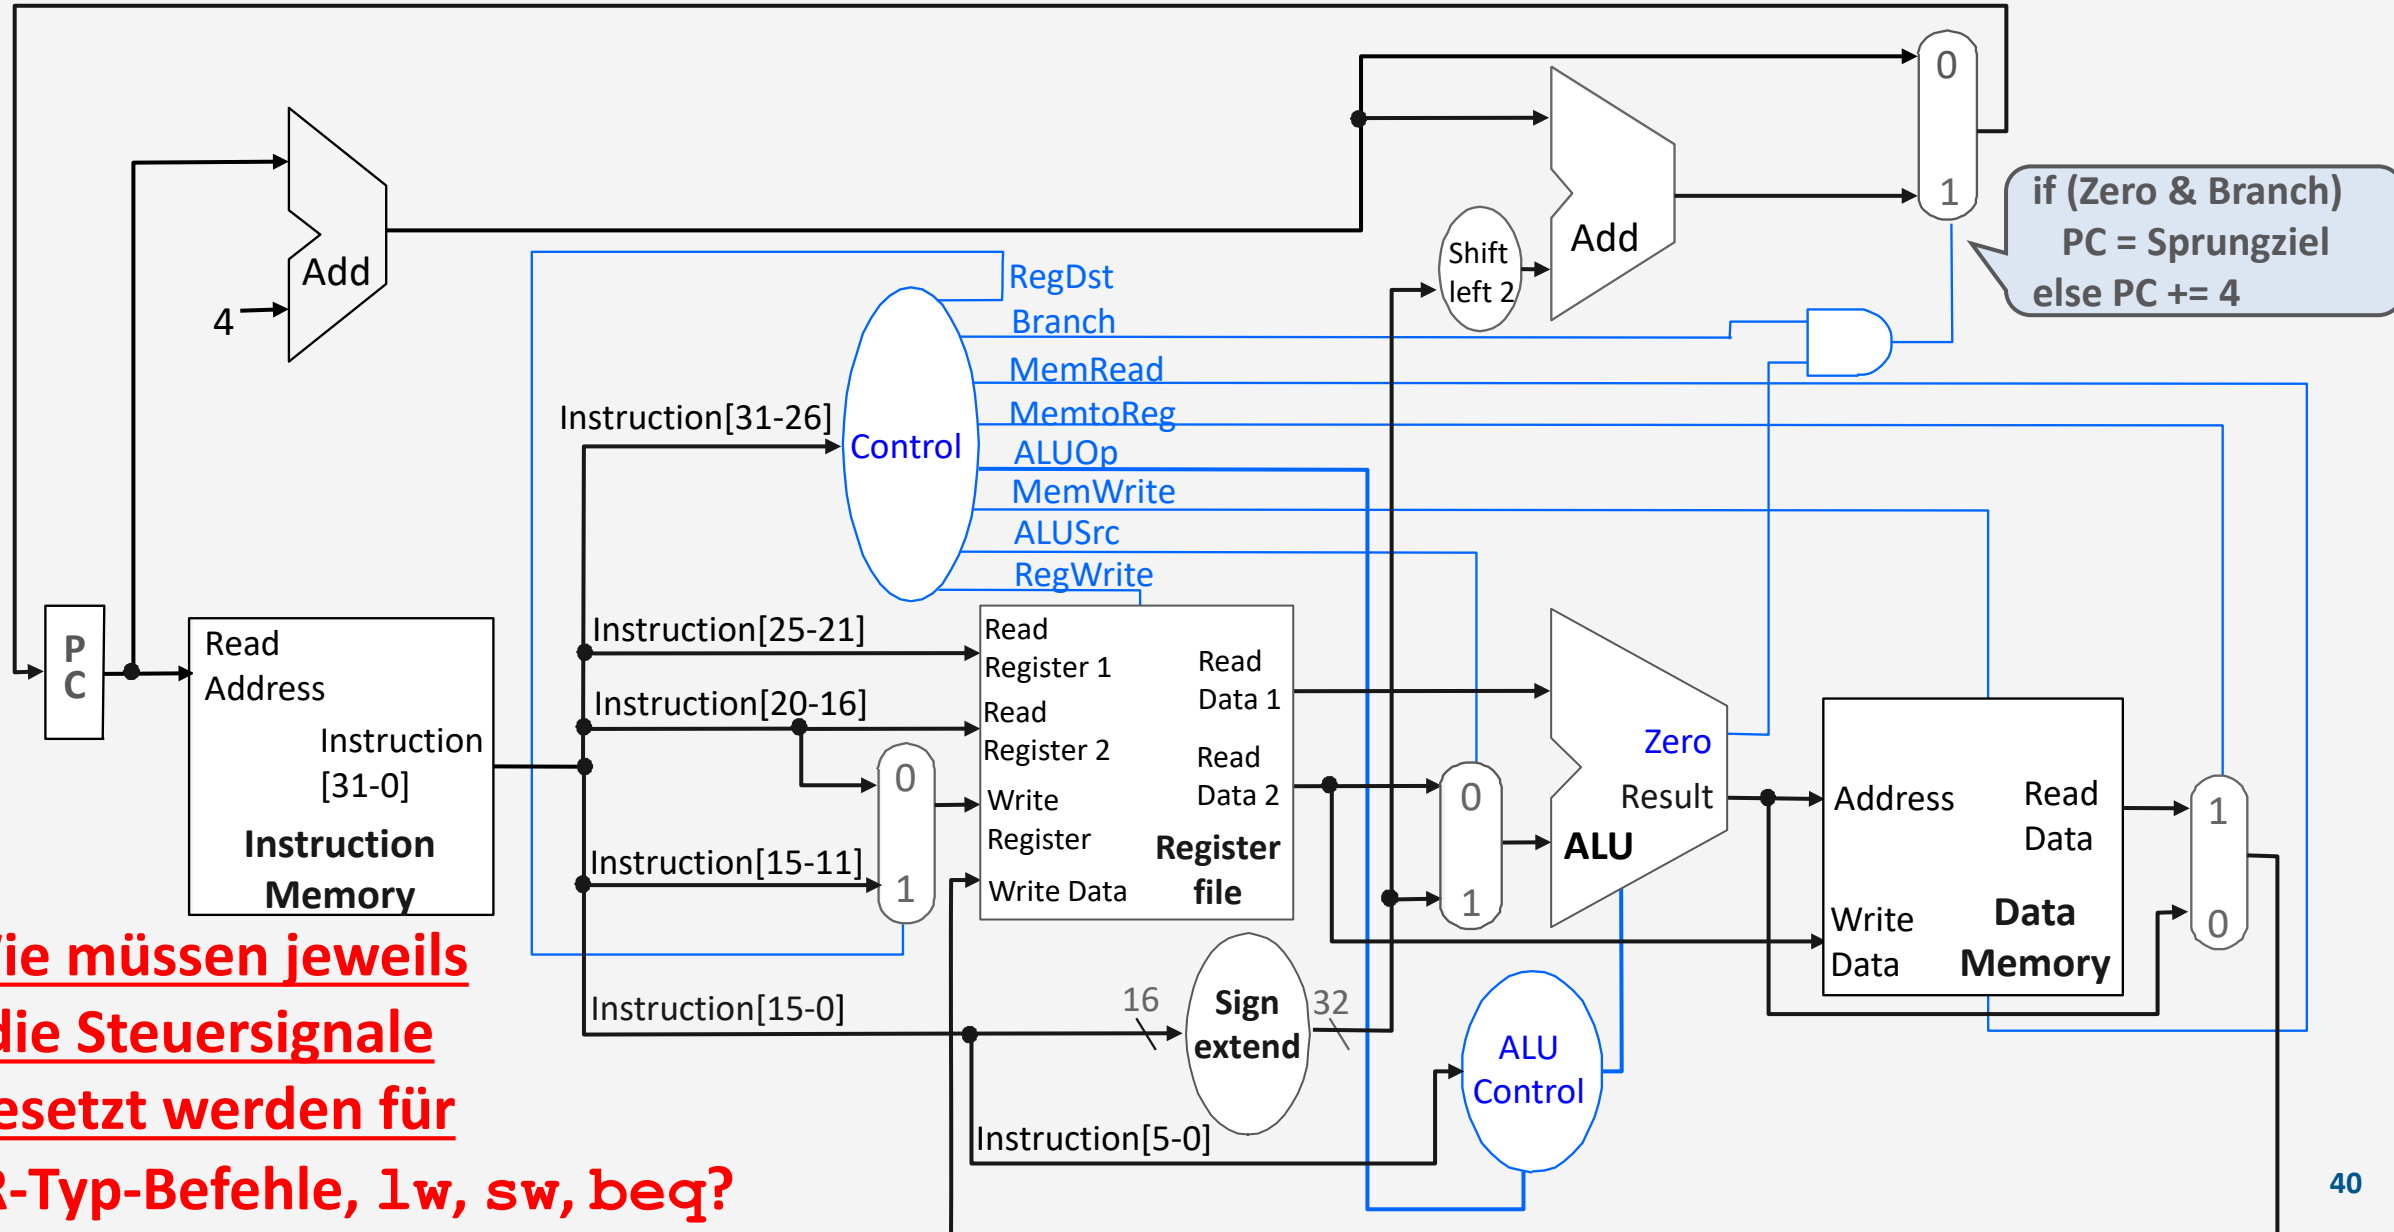 0
1
if (Zero & Branch)
PC = Sprungziel
else PC += 4
Add
4
Add
Shift
left 2
RegDst
Branch
MemRead
MemtoReg
ALUOp
MemWrite
ALUSrc
RegWrite
Instruction[31-26]
Control
P
C
Read
Address
Instruction
[31-0]
Instruction
Memory
Instruction[25-21]
Instruction[20-16]
Instruction[15-11]
Instruction[15-0]
0
1
Read
Register 1
Read
Register 2
Write
Register
Write Data
Read
Data 1
Read
Data 2
Register
file
0
1
Zero
Result
ALU
Address
Write
Data
Read
Data
Data
Memory
1
0
16
Sign
extend
32
ALU
Control
Instruction[5-0]
ie müssen jeweils
die Steuersignale
esetzt werden für
R-Typ-Befehle, lw, sw, beq?
40